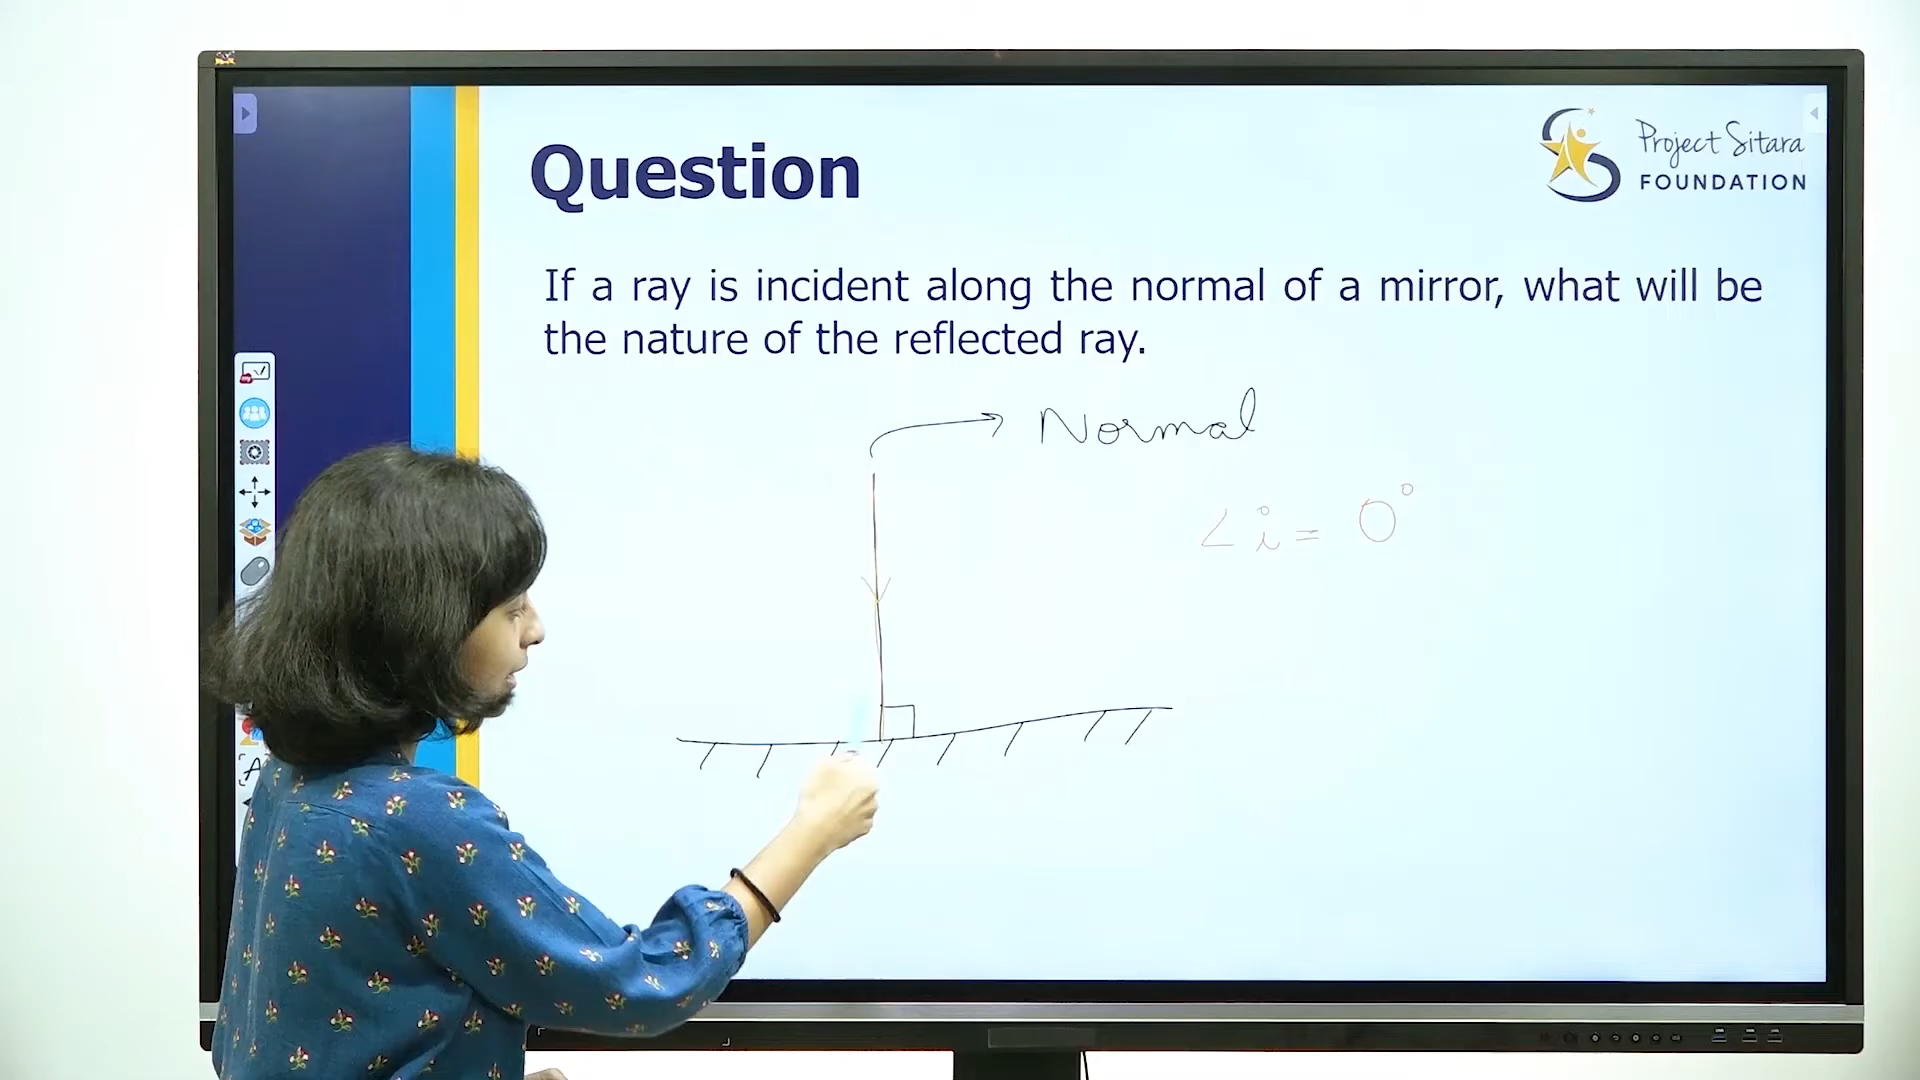 Question
Project Sitara
FOUNDATION
If a ray is incident along the normal of a mirror, what will be
the nature of the reflected ray.
Normal
∠i = 0°